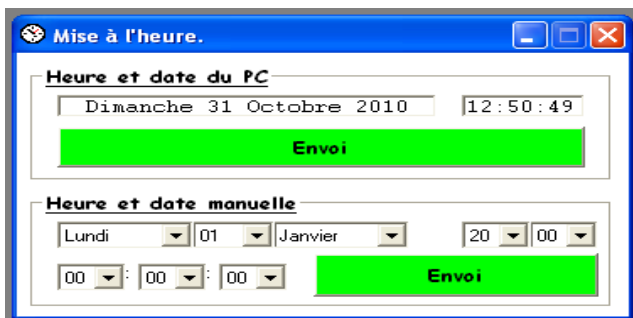 Mise à l'heure.
Heure et date du PC
Dimanche 31 Octobre 2010 12:50:49
Envoi
Heure et date manuelle
Lundi 01 Janvier 20 00
00 : 00 : 00 Envoi